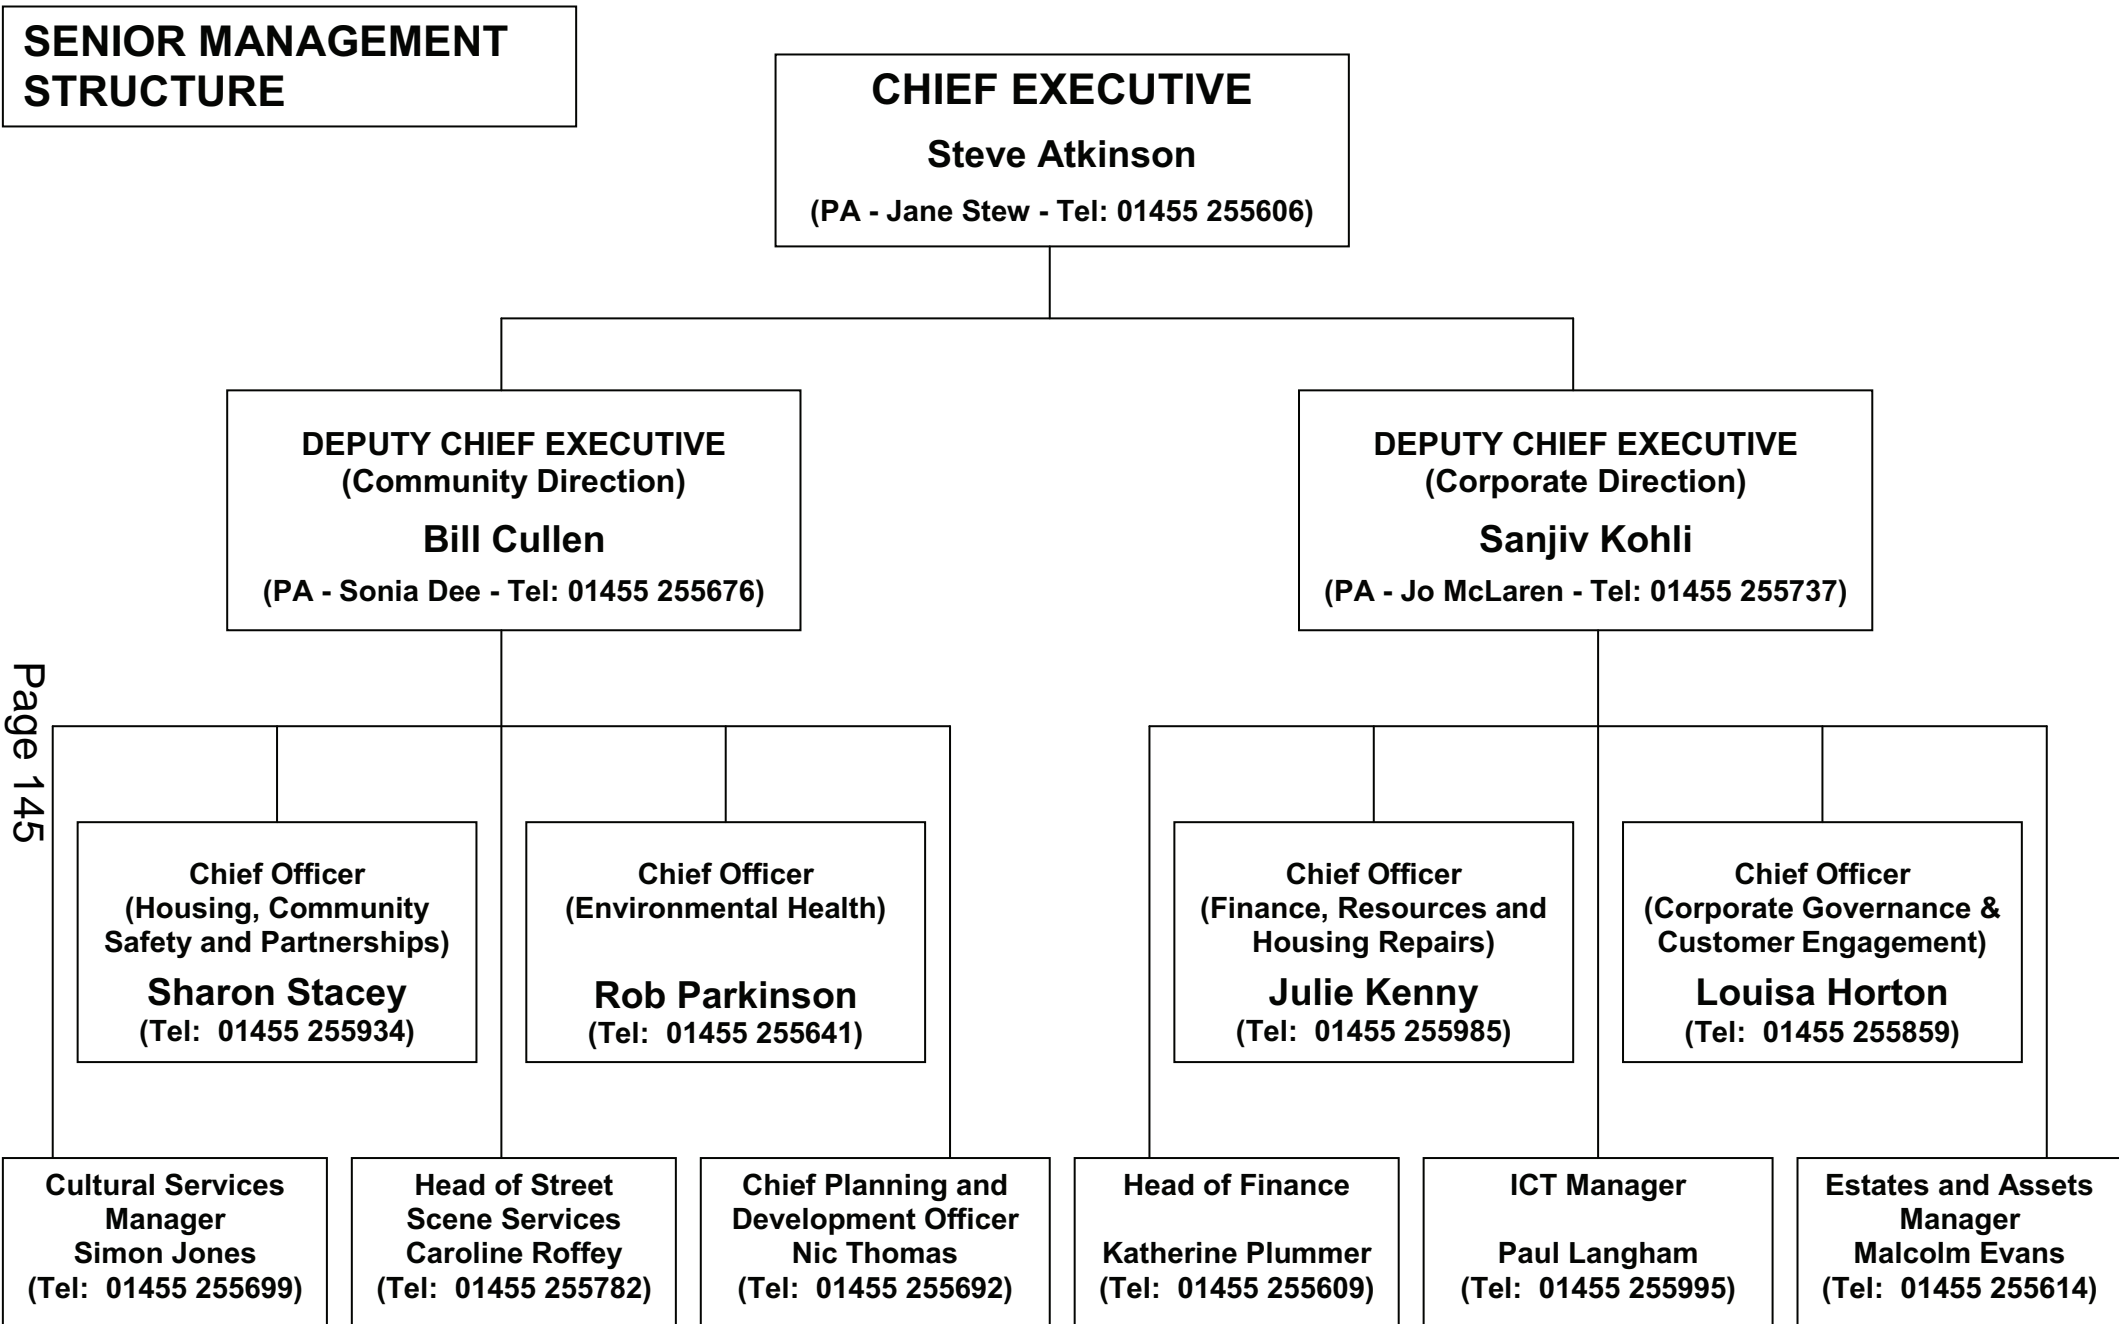 SENIOR MANAGEMENT
STRUCTURE
CHIEF EXECUTIVE
Steve Atkinson
(PA - Jane Stew - Tel: 01455 255606)
DEPUTY CHIEF EXECUTIVE
(Community Direction)
Bill Cullen
(PA - Sonia Dee - Tel: 01455 255676)
DEPUTY CHIEF EXECUTIVE
(Corporate Direction)
Sanjiv Kohli
(PA - Jo McLaren - Tel: 01455 255737)
Page 145
Chief Officer
(Housing, Community
Safety and Partnerships)
Sharon Stacey
(Tel:  01455 255934)
Chief Officer
(Environmental Health)
Rob Parkinson
(Tel:  01455 255641)
Chief Officer
(Finance, Resources and
Housing Repairs)
Julie Kenny
(Tel:  01455 255985)
Chief Officer
(Corporate Governance &
Customer Engagement)
Louisa Horton
(Tel:  01455 255859)
Cultural Services
Manager
Simon Jones
(Tel:  01455 255699)
Head of Street
Scene Services
Caroline Roffey
(Tel:  01455 255782)
Chief Planning and
Development Officer
Nic Thomas
(Tel:  01455 255692)
Head of Finance
Katherine Plummer
(Tel:  01455 255609)
ICT Manager
Paul Langham
(Tel:  01455 255995)
Estates and Assets
Manager
Malcolm Evans
(Tel:  01455 255614)